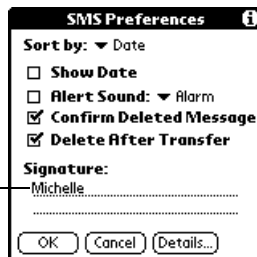 SMS Preferences
Sort by: Date
Show Date
Alert Sound: Alarm
Confirm Deleted Message
Delete After Transfer
Signature:
Michelle
OK Cancel Details...